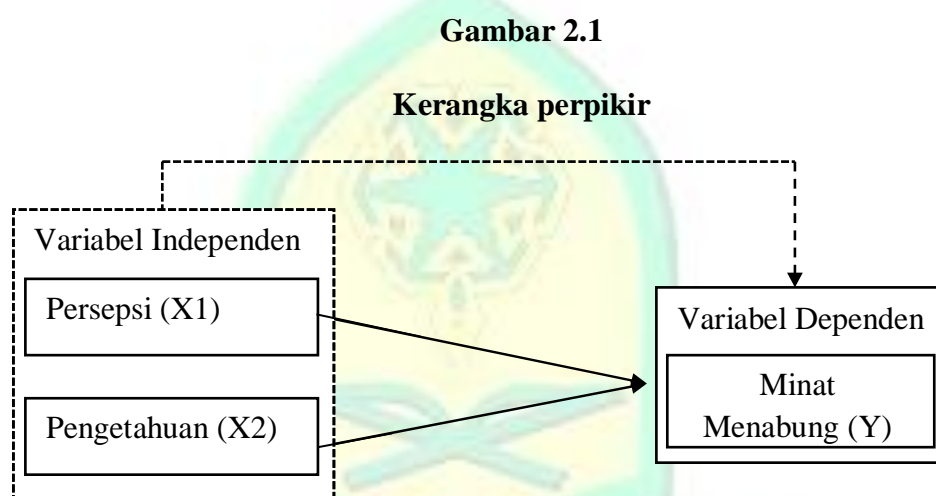 Gambar 2.1
Kerangka perpikir
Variabel Independen
Persepsi (X1)
Pengetahuan (X2)
Variabel Dependen
Minat
Menabung (Y)